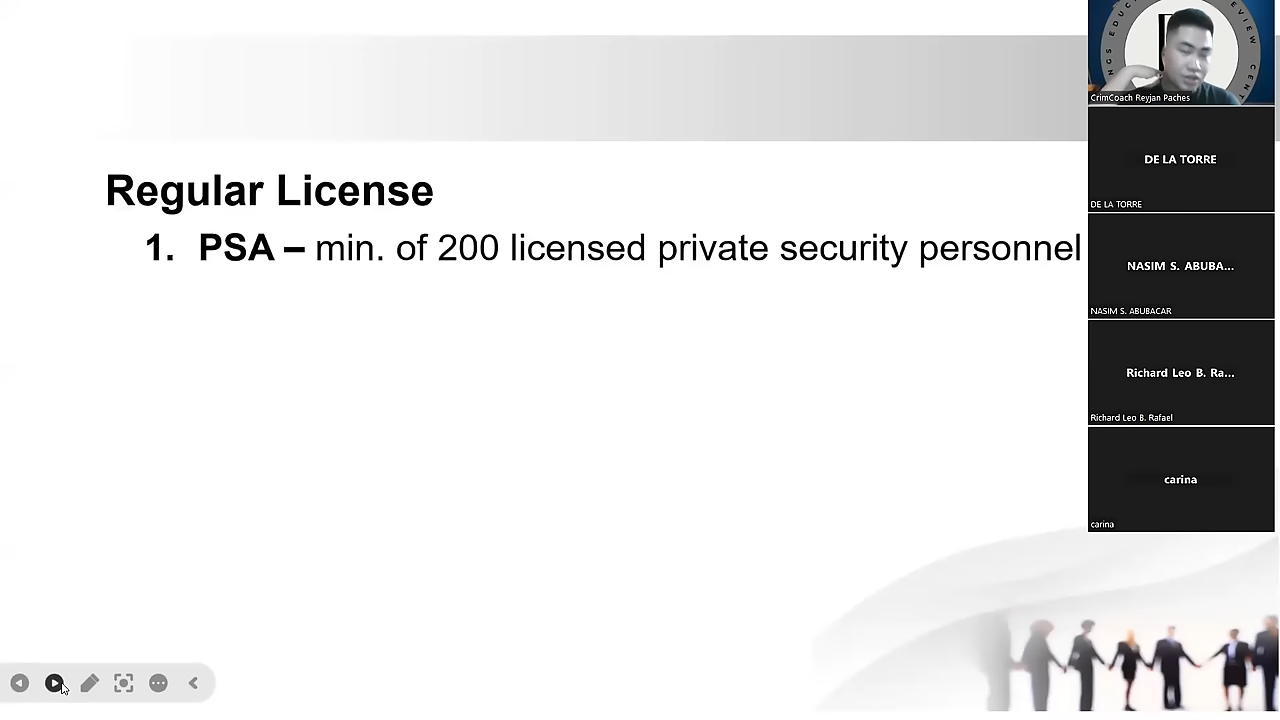 Regular License
1. PSA – min. of 200 licensed private security personnel
CrimCoach Reyjan Paches
DE LA TORRE
DE LA TORRE
NASIM S. ABUBA...
NASIM S. ABUBACAR
Richard Leo B. Ra...
Richard Leo B. Rafael
carina
carina